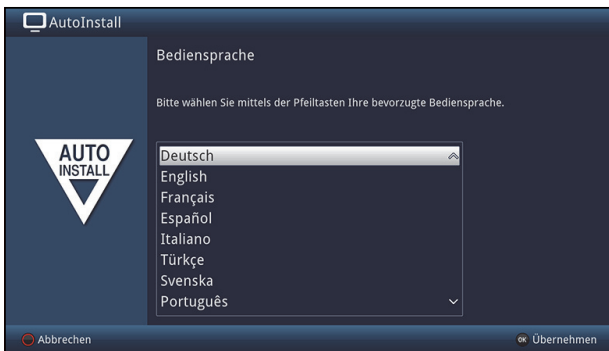 AutoInstall
Bediensprache
Bitte wählen Sie mittels der Pfeiltasten Ihre bevorzugte Bediensprache.
AUTO
INSTALL
Deutsch
English
Français
Español
Italiano
Türkçe
Svenska
Português
Abbrechen
OK Übernehmen